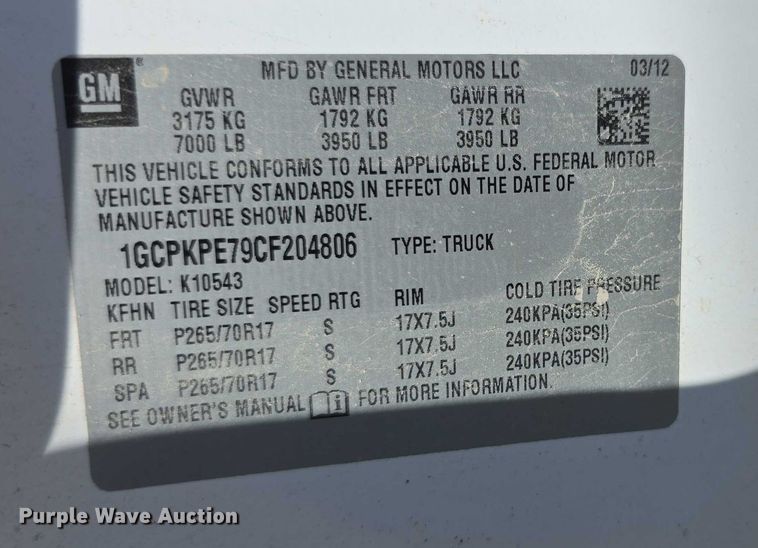 GM
MFD BY GENERAL MOTORS LLC 03/12
GVWR GAWR FRT GAWR RR
3175 KG 1792 KG 1792 KG
7000 LB 3950 LB 3950 LB
THIS VEHICLE CONFORMS TO ALL APPLICABLE U.S. FEDERAL MOTOR
VEHICLE SAFETY STANDARDS IN EFFECT ON THE DATE OF
MANUFACTURE SHOWN ABOVE.
1GCPKPE79CF204806 TYPE: TRUCK
MODEL: K10543
KFHN TIRE SIZE SPEED RTG RIM COLD TIRE PRESSURE
FRT P265/70R17 S 17X7.5J 240KPA(35PSI)
RR P265/70R17 S 17X7.5J 240KPA(35PSI)
SPA P265/70R17 S 17X7.5J 240KPA(35PSI)
SEE OWNER'S MANUAL i FOR MORE INFORMATION.
Purple Wave Auction